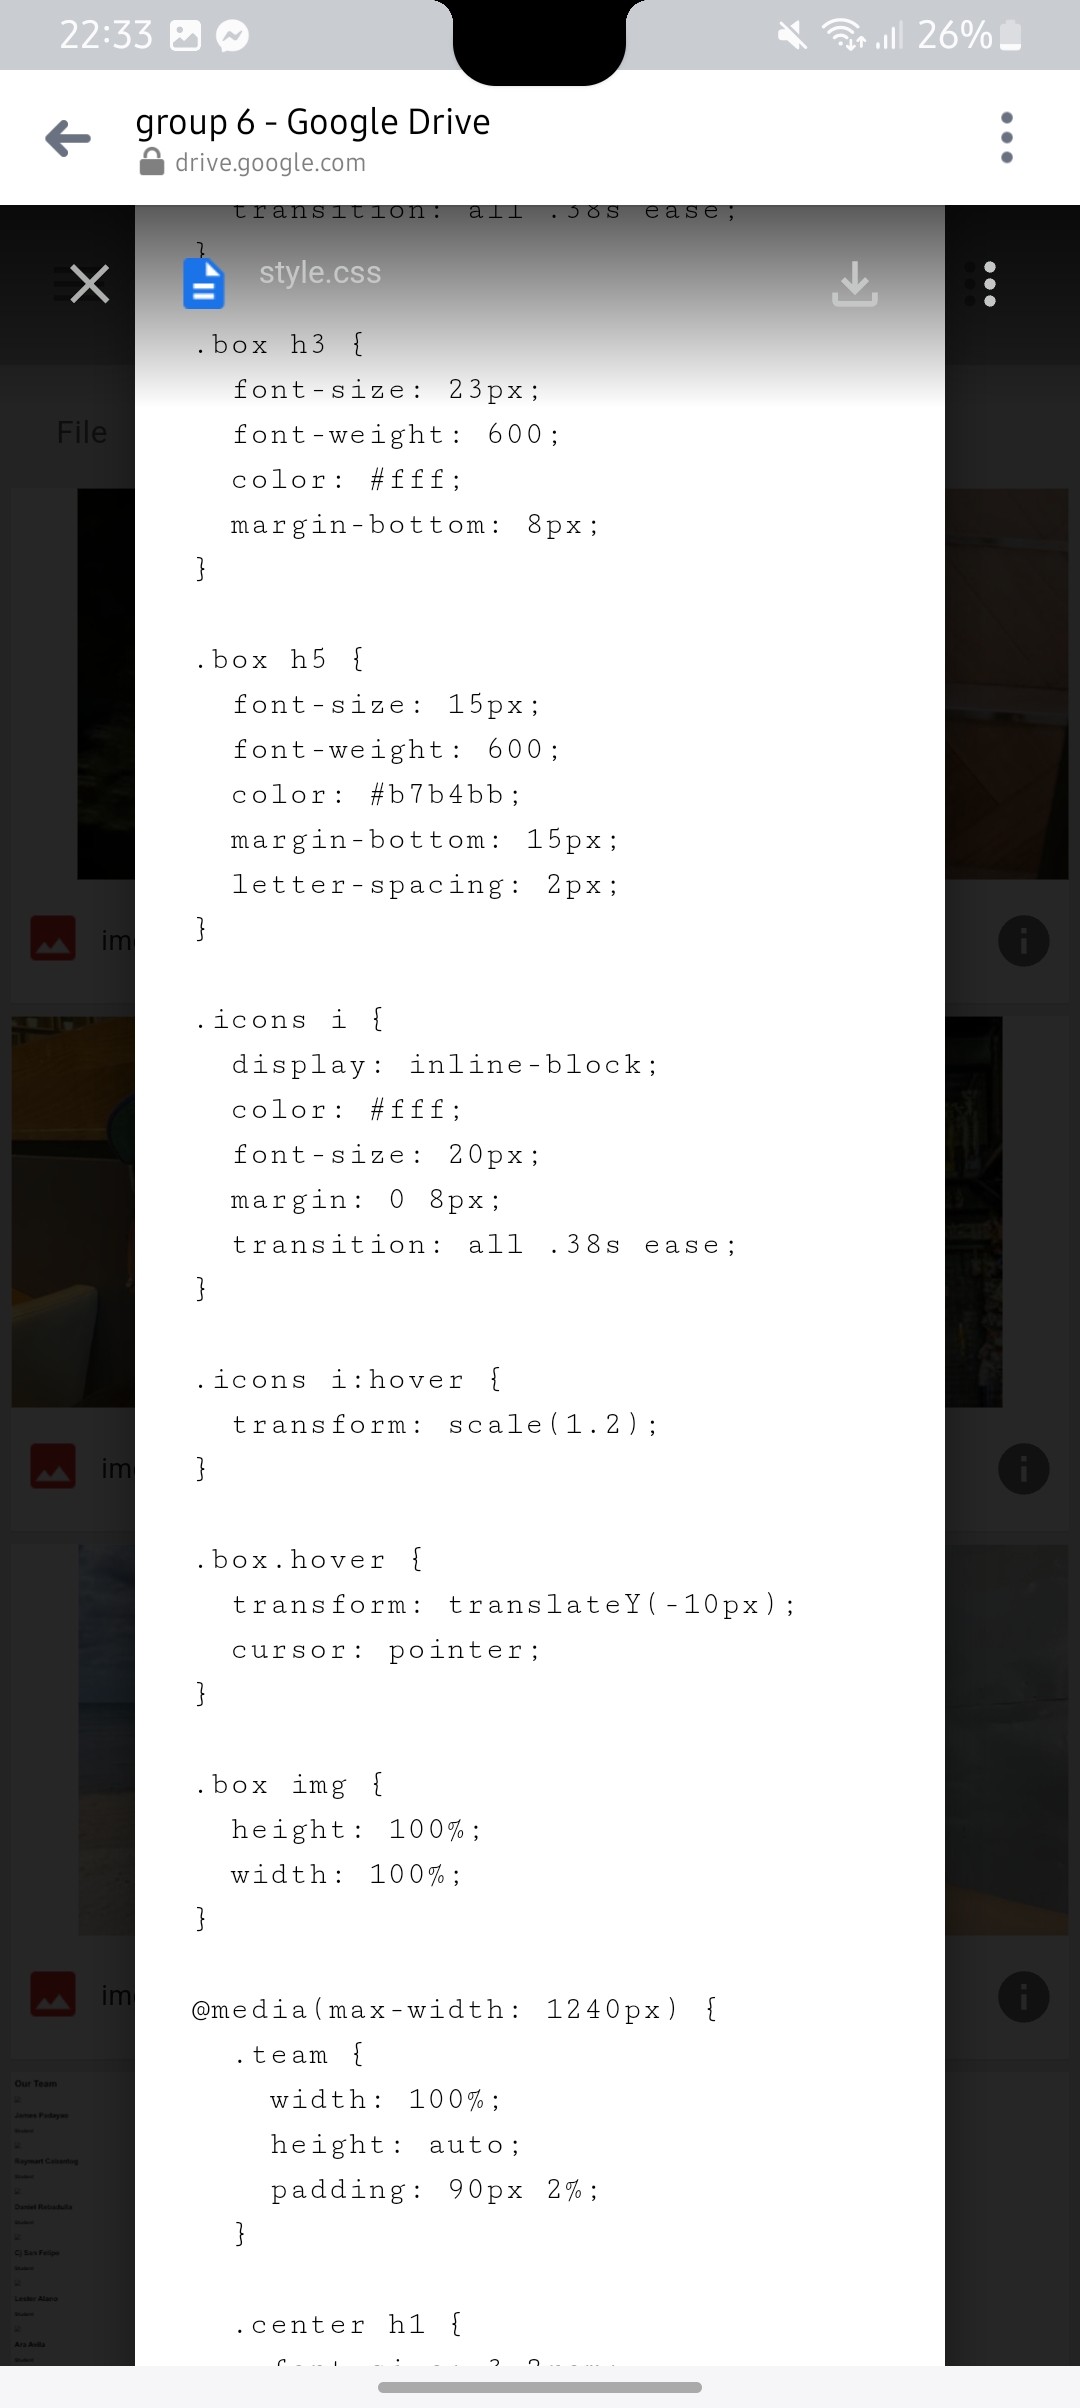 22:33
26%
group 6 - Google Drive
drive.google.com
transition: all .38s ease;
}
style.css
.box h3 {
font-size: 23px;
File
font-weight: 600;
color: #fff;
margin-bottom: 8px;
}
.box h5 {
font-size: 15px;
font-weight: 600;
color: #b7b4bb;
margin-bottom: 15px;
letter-spacing: 2px;
}
im
.icons i {
display: inline-block;
color: #fff;
font-size: 20px;
margin: 0 8px;
transition: all .38s ease;
}
.icons i:hover {
transform: scale(1.2);
}
im
.box.hover {
transform: translateY(-10px);
cursor: pointer;
}
.box img {
height: 100%;
width: 100%;
}
im
@media(max-width: 1240px) {
.team {
width: 100%;
height: auto;
padding: 90px 2%;
}
.center h1 {
Our Team